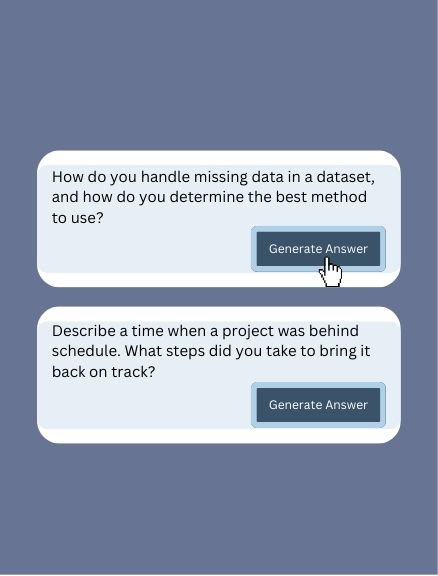 How do you handle missing data in a dataset,
and how do you determine the best method
to use?
Generate Answer
Describe a time when a project was behind
schedule. What steps did you take to bring it
back on track?
Generate Answer